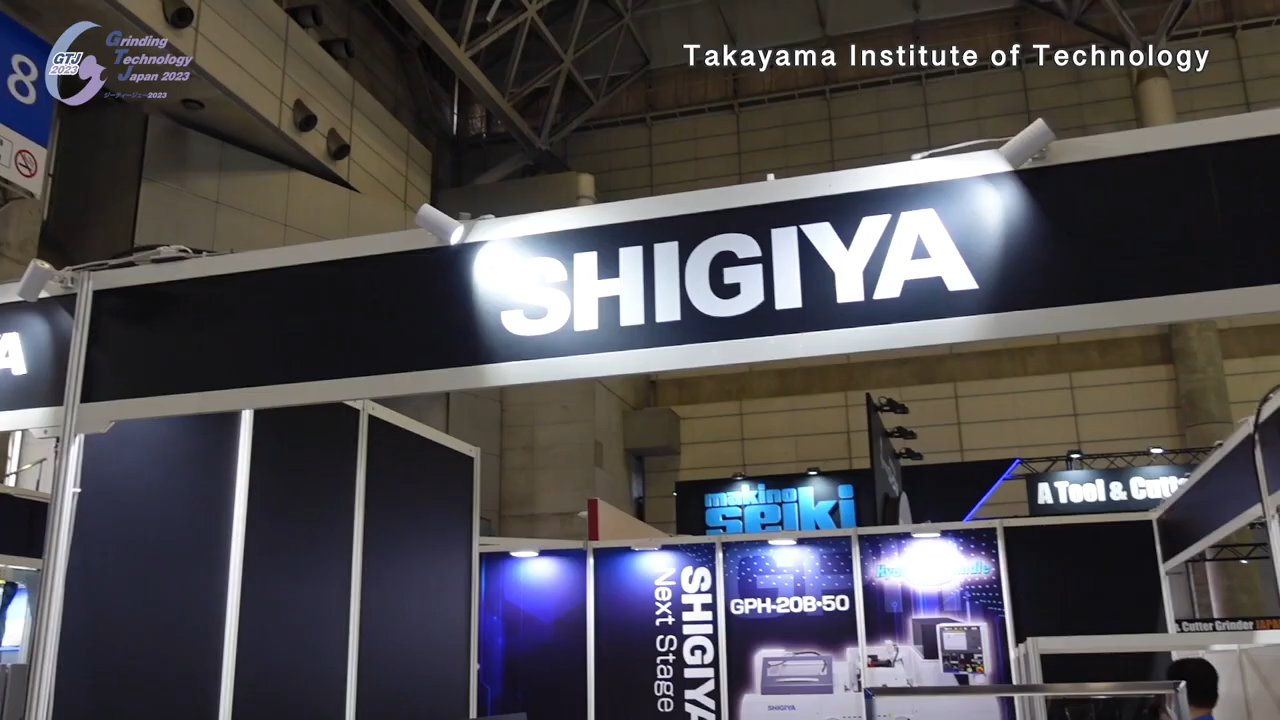 8
GTJ
2023
Grinding
Technology
Japan 2023
ジーティージェー2023
Takayama Institute of Technology
SHIGIYA
A
makino
seiki
A Tool & Cutt
SHIGIYA
Next Stage
GPH-20B・50
SHIGIYA
& Cutter Grinder JAPA